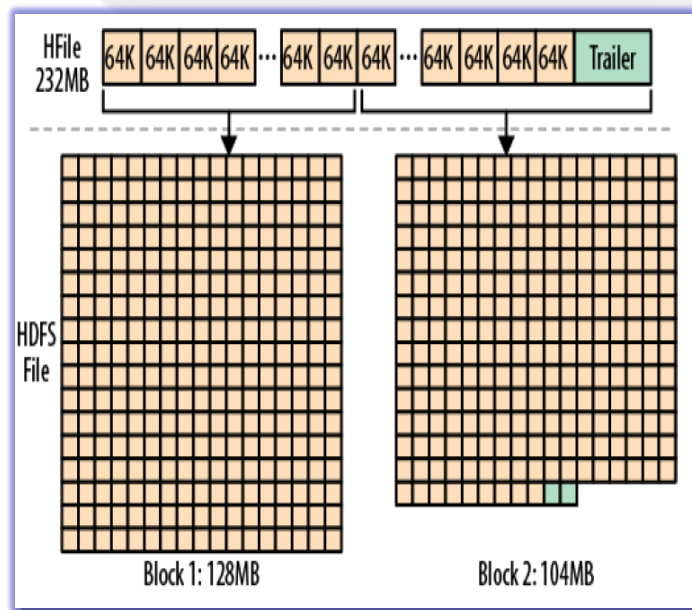 HFile
232MB
64K 64K 64K 64K ... 64K 64K 64K ... 64K 64K 64K 64K Trailer
HDFS
File
Block 1: 128MB
Block 2: 104MB